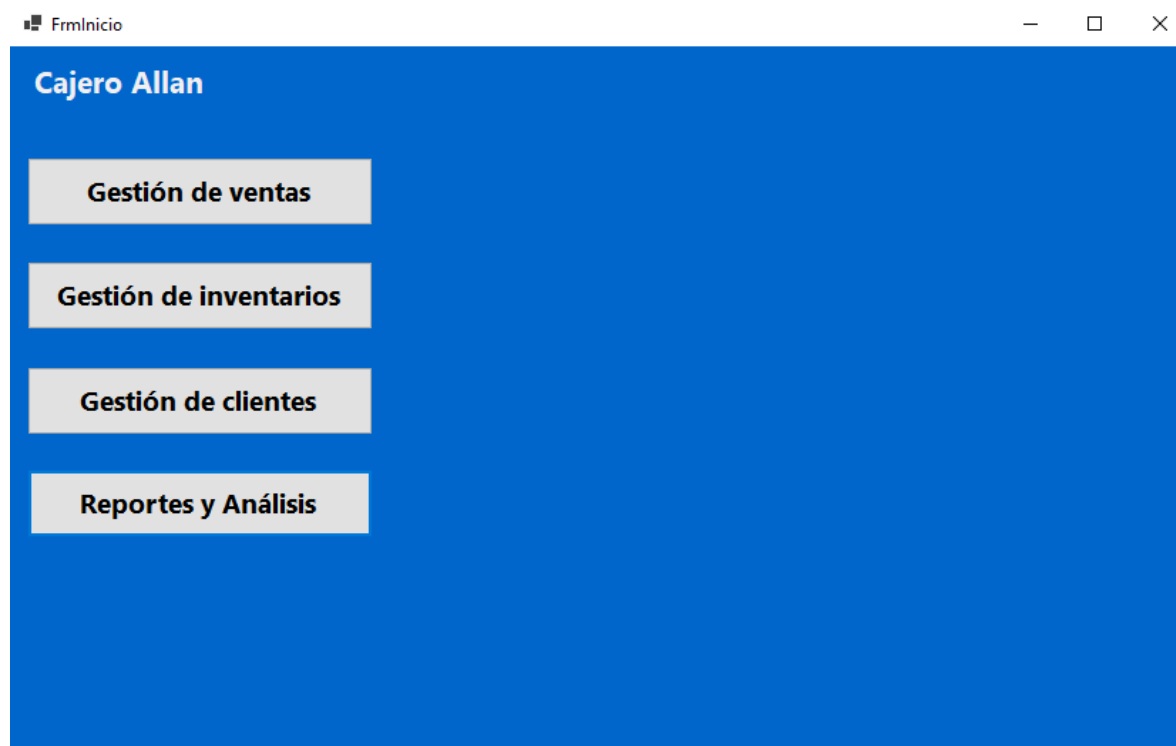 FrmInicio
Cajero Allan
Gestión de ventas
Gestión de inventarios
Gestión de clientes
Reportes y Análisis